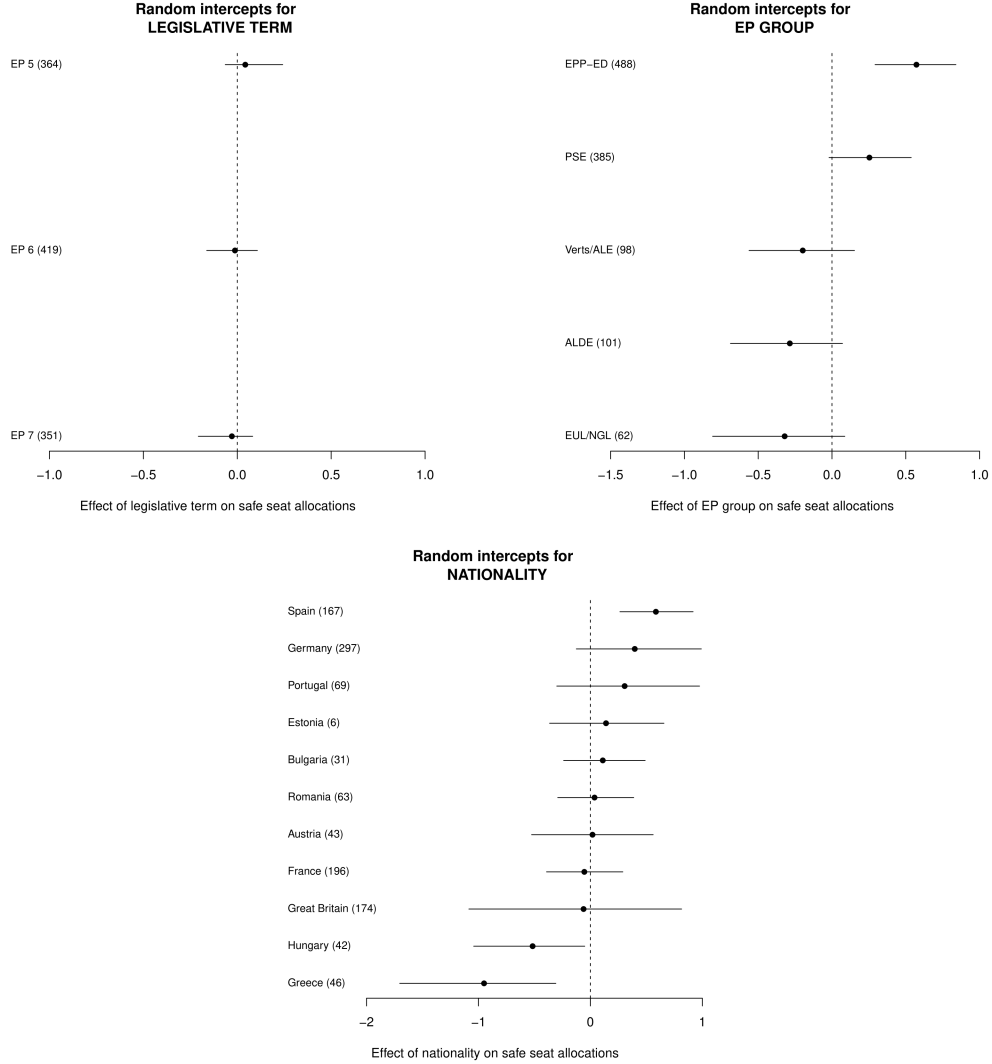 Random intercepts for
LEGISLATIVE TERM
EP 5 (364)
EP 6 (419)
EP 7 (351)
−1.0 −0.5 0.0 0.5 1.0
Effect of legislative term on safe seat allocations
Random intercepts for
EP GROUP
EPP−ED (488)
PSE (385)
Verts/ALE (98)
ALDE (101)
EUL/NGL (62)
−1.5 −1.0 −0.5 0.0 0.5 1.0
Effect of EP group on safe seat allocations
Random intercepts for
NATIONALITY
Spain (167)
Germany (297)
Portugal (69)
Estonia (6)
Bulgaria (31)
Romania (63)
Austria (43)
France (196)
Great Britain (174)
Hungary (42)
Greece (46)
−2 −1 0 1
Effect of nationality on safe seat allocations